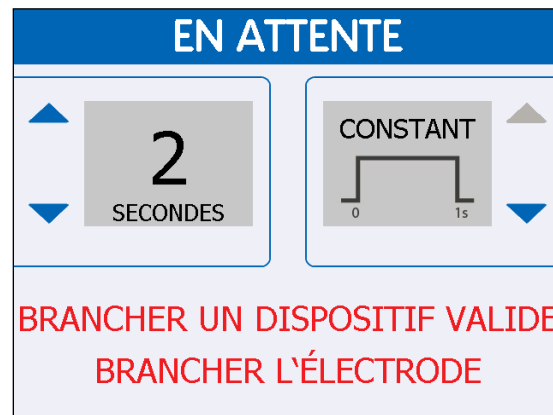 EN ATTENTE
2
SECONDES
CONSTANT
0 1s
BRANCHER UN DISPOSITIF VALIDE
BRANCHER L'ÉLECTRODE